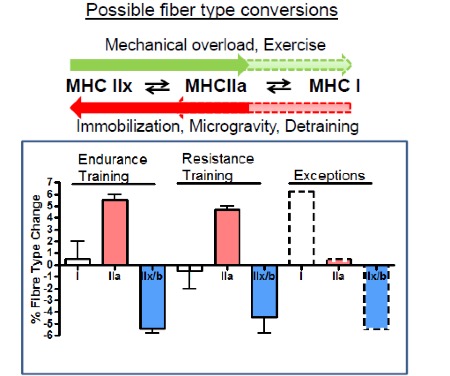 Possible fiber type conversions
Mechanical overload, Exercise
MHC IIx ⇌ MHCIIa ⇌ MHC I
Immobilization, Microgravity, Detraining
Endurance Training
Resistance Training
Exceptions
% Fibre Type Change
7
6
5
4
3
2
1
0
-1
-2
-3
-4
-5
-6
I IIa IIx/b I IIa IIx/b I IIa IIx/b